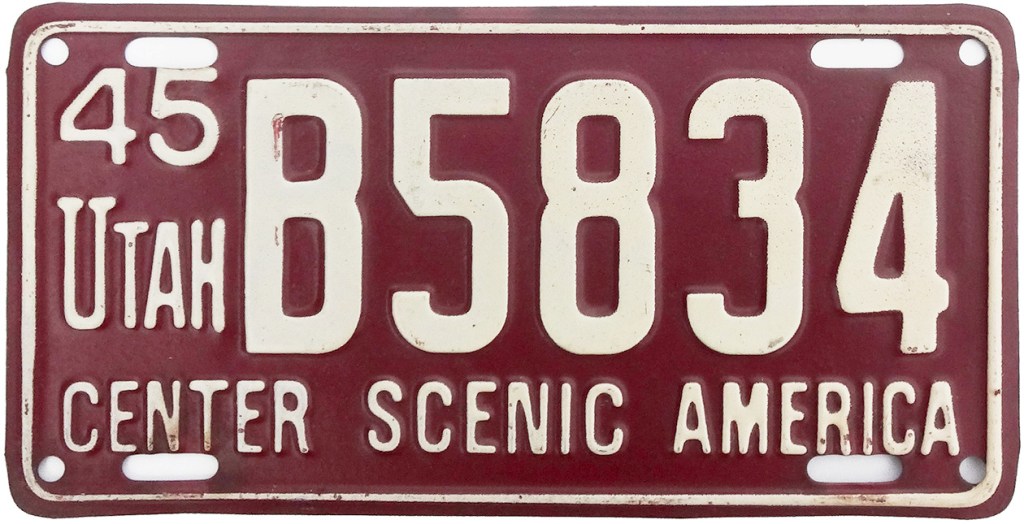 45
UTAH
B5834
CENTER SCENIC AMERICA